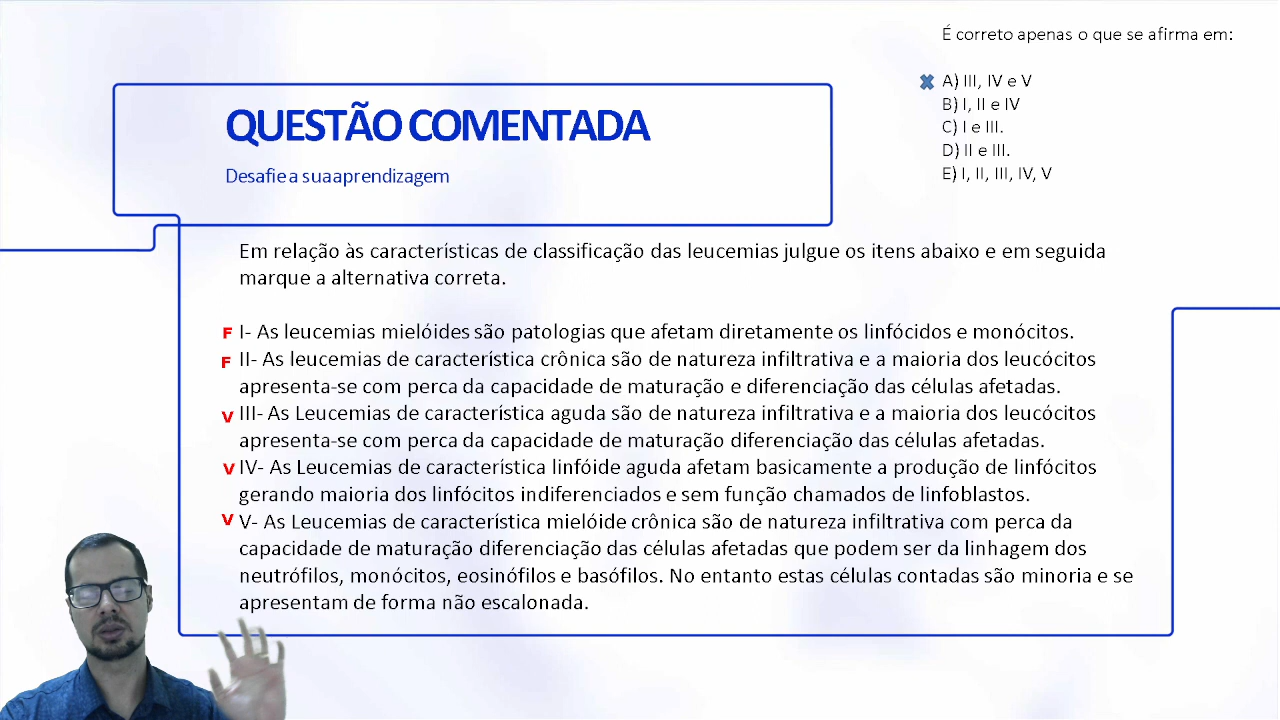 É correto apenas o que se afirma em:
A) III, IV e V
B) I, II e IV
C) I e III.
D) II e III.
E) I, II, III, IV, V
QUESTÃO COMENTADA
Desafie a sua aprendizagem
Em relação às características de classificação das leucemias julgue os itens abaixo e em seguida
marque a alternativa correta.
F I- As leucemias mielóides são patologias que afetam diretamente os linfócidos e monócitos.
F II- As leucemias de característica crônica são de natureza infiltrativa e a maioria dos leucócitos
apresenta-se com perca da capacidade de maturação e diferenciação das células afetadas.
V III- As Leucemias de característica aguda são de natureza infiltrativa e a maioria dos leucócitos
apresenta-se com perca da capacidade de maturação diferenciação das células afetadas.
V IV- As Leucemias de característica linfóide aguda afetam basicamente a produção de linfócitos
gerando maioria dos linfócitos indiferenciados e sem função chamados de linfoblastos.
V V- As Leucemias de característica mielóide crônica são de natureza infiltrativa com perca da
capacidade de maturação diferenciação das células afetadas que podem ser da linhagem dos
neutrófilos, monócitos, eosinófilos e basófilos. No entanto estas células contadas são minoria e se
apresentam de forma não escalonada.